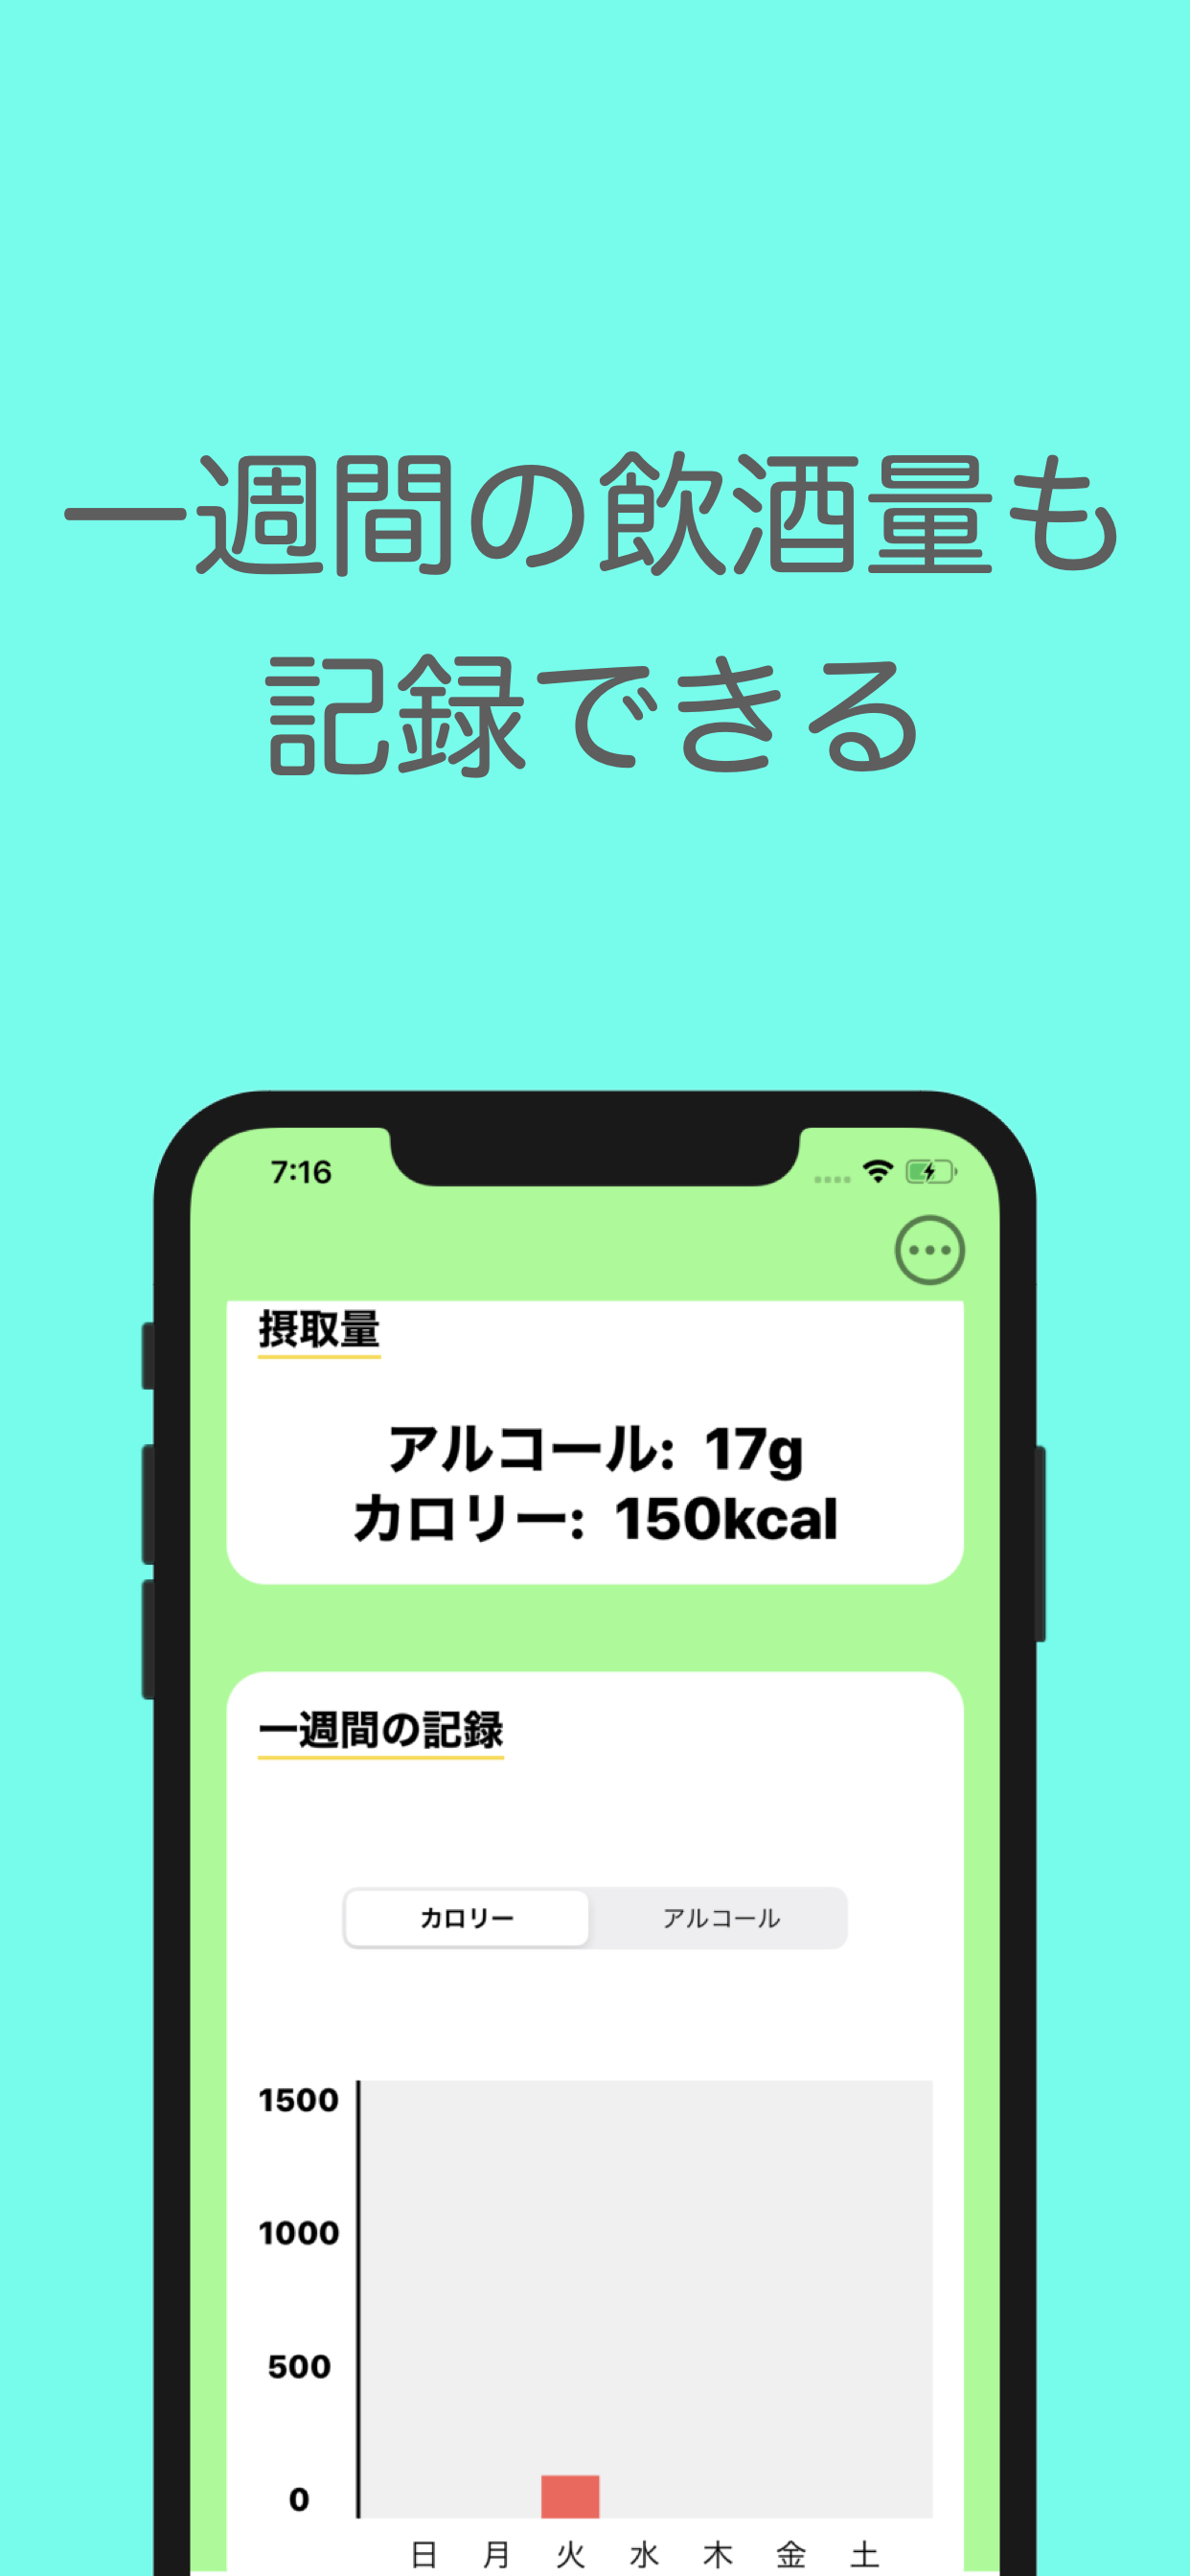 一週間の飲酒量も
記録できる
7:16
摂取量
アルコール: 17g
カロリー: 150kcal
一週間の記録
カロリー アルコール
1500
1000
500
0
日 月 火 水 木 金 土